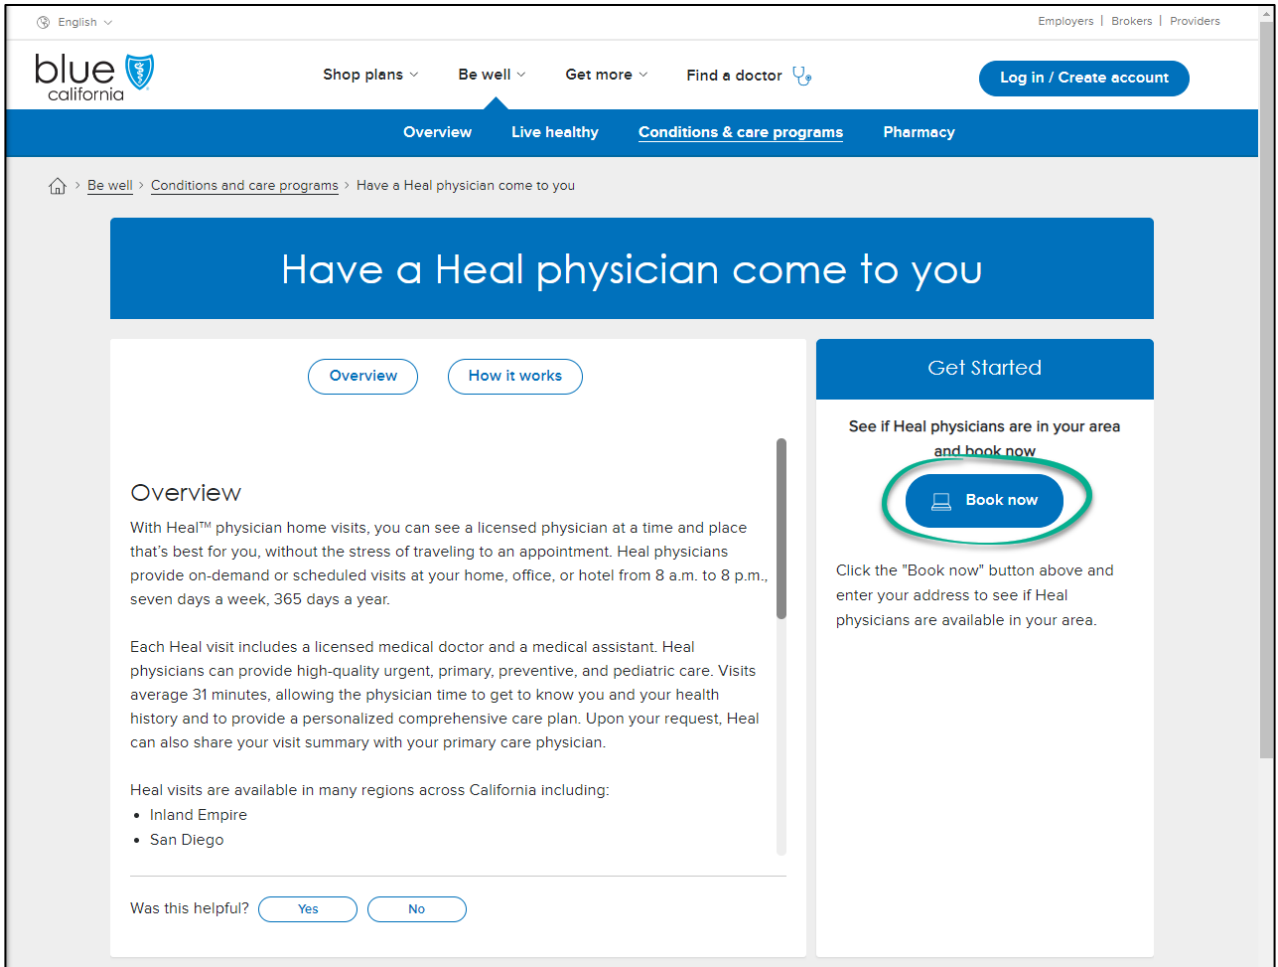 English
Employers | Brokers | Providers
blue
california
Shop plans
Be well
Get more
Find a doctor
Log in / Create account
Overview
Live healthy
Conditions & care programs
Pharmacy
> Be well > Conditions and care programs > Have a Heal physician come to you
Have a Heal physician come to you
Overview
How it works
Overview
With Heal™ physician home visits, you can see a licensed physician at a time and place
that's best for you, without the stress of traveling to an appointment. Heal physicians
provide on-demand or scheduled visits at your home, office, or hotel from 8 a.m. to 8 p.m.,
seven days a week, 365 days a year.
Each Heal visit includes a licensed medical doctor and a medical assistant. Heal
physicians can provide high-quality urgent, primary, preventive, and pediatric care. Visits
average 31 minutes, allowing the physician time to get to know you and your health
history and to provide a personalized comprehensive care plan. Upon your request, Heal
can also share your visit summary with your primary care physician.
Heal visits are available in many regions across California including:
• Inland Empire
• San Diego
Was this helpful?
Yes
No
Get Started
See if Heal physicians are in your area
and book now
Book now
Click the "Book now" button above and
enter your address to see if Heal
physicians are available in your area.